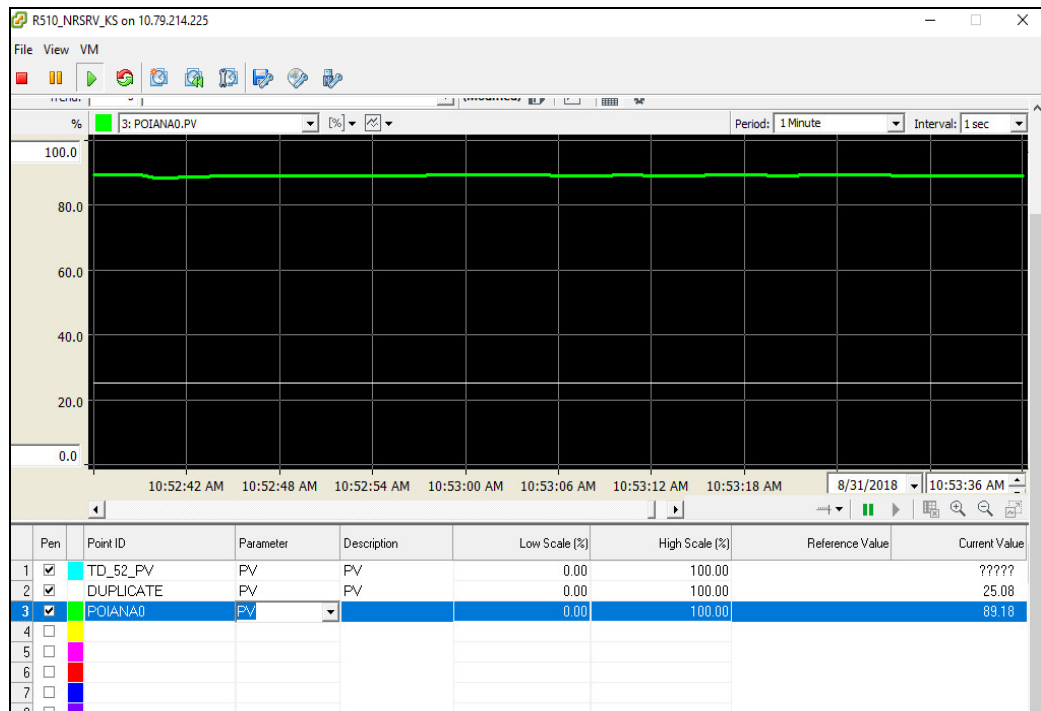 R510_NRSRV_KS on 10.79.214.225
File View VM
(Modified)
% 3: POIANA0.PV [%] Period: 1 Minute Interval: 1 sec
100.0
80.0
60.0
40.0
20.0
0.0
10:52:42 AM 10:52:48 AM 10:52:54 AM 10:53:00 AM 10:53:06 AM 10:53:12 AM 10:53:18 AM 8/31/2018 10:53:36 AM
Pen Point ID Parameter Description Low Scale (%) High Scale (%) Reference Value Current Value
1 TD_52_PV PV PV 0.00 100.00 ?????
2 DUPLICATE PV PV 0.00 100.00 25.08
3 POIANA0 PV 0.00 100.00 89.18
4
5
6
7